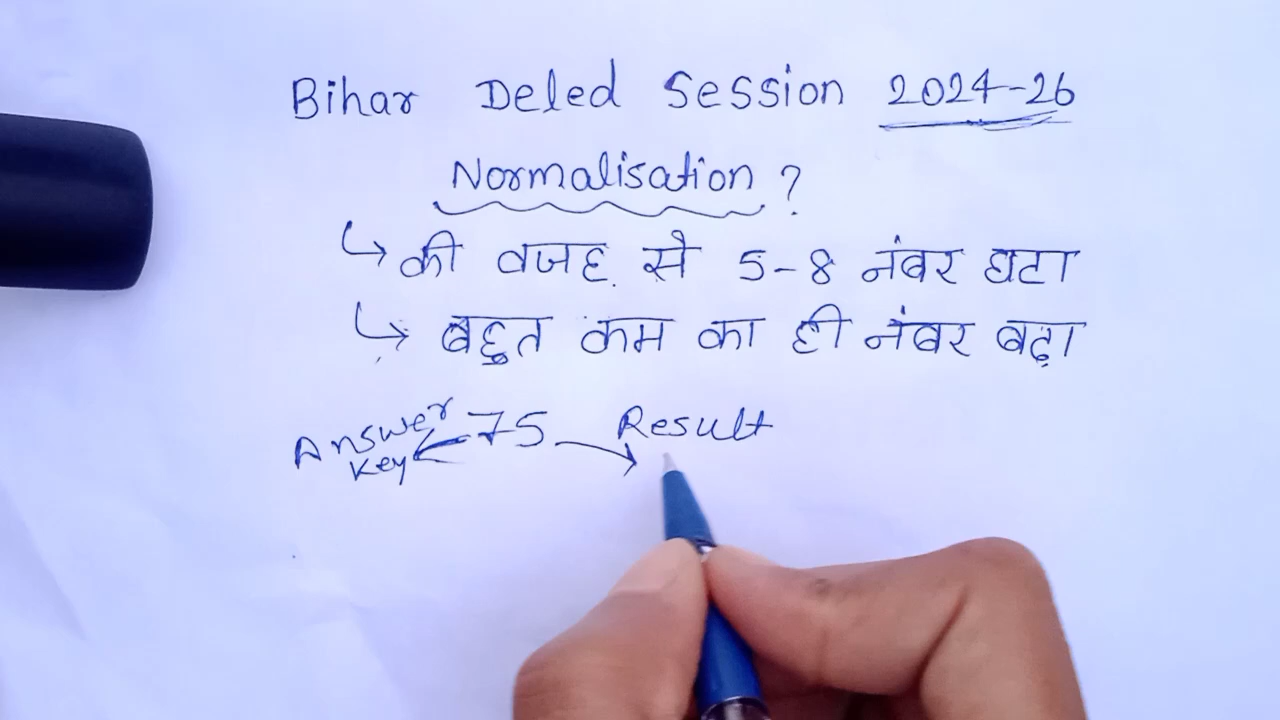 Bihar Deled Session 2024-26
Normalisation ?
↳ की वजह से 5-8 नंबर घटा
↳ बहुत कम का ही नंबर बढ़ा
Answer Key ← 75 → Result